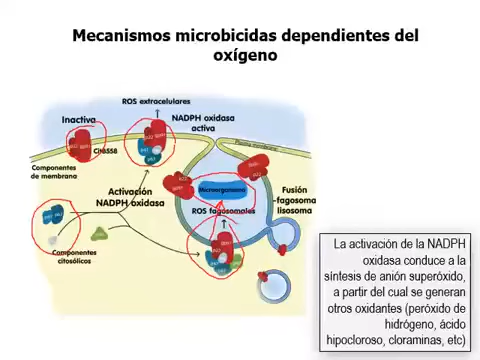 Mecanismos microbicidas dependientes del
oxígeno
ROS extracelulares
Inactiva
NADPH oxidasa
activa
Citb558
Componentes
de membrana
Activación
NADPH oxidasa
Microorganismo
Fusión
-fagosoma
lisosoma
ROS fagosomales
Componentes
citosólicos
La activación de la NADPH
oxidasa conduce a la
síntesis de anión superóxido,
a partir del cual se generan
otros oxidantes (peróxido de
hidrógeno, ácido
hipocloroso, cloraminas, etc)